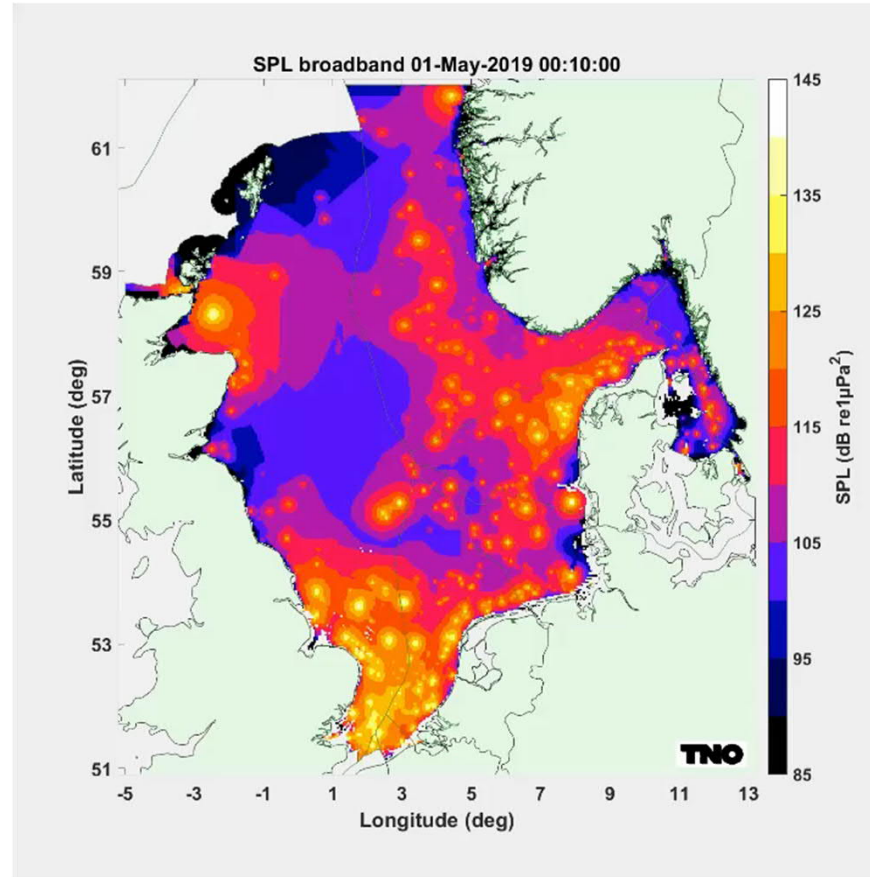 SPL broadband 01-May-2019 00:10:00
145
135
125
115
105
95
85
SPL (dB re1μPa²)
61
59
57
55
53
51
Latitude (deg)
-5 -3 -1 1 3 5 7 9 11 13
Longitude (deg)
TNO